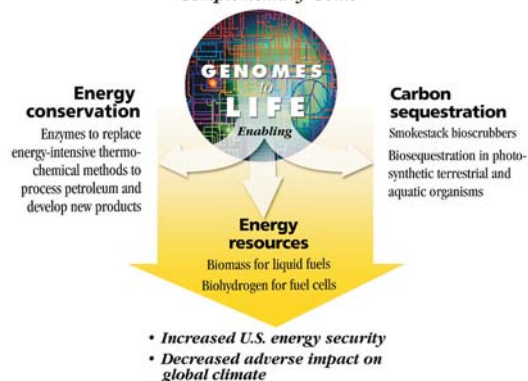 GENOMES
to
LIFE
Enabling
Energy
conservation
Enzymes to replace
energy-intensive thermo-
chemical methods to
process petroleum and
develop new products
Carbon
sequestration
Smokestack bioscrubbers
Biosequestration in photo-
synthetic terrestrial and
aquatic organisms
Energy
resources
Biomass for liquid fuels
Biohydrogen for fuel cells
• Increased U.S. energy security
• Decreased adverse impact on
global climate